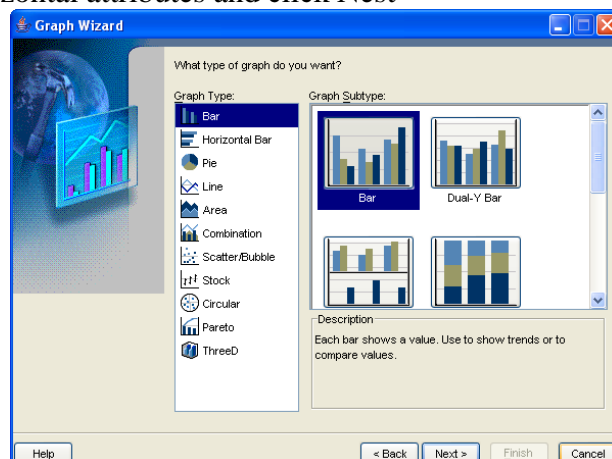 zontal attributes and click Nest
Graph Wizard
What type of graph do you want?
Graph Type:
Bar
Horizontal Bar
Pie
Line
Area
Combination
Scatter/Bubble
Stock
Circular
Pareto
ThreeD
Graph Subtype:
Bar
Dual-Y Bar
Description
Each bar shows a value. Use to show trends or to
compare values.
Help
< Back
Next >
Finish
Cancel